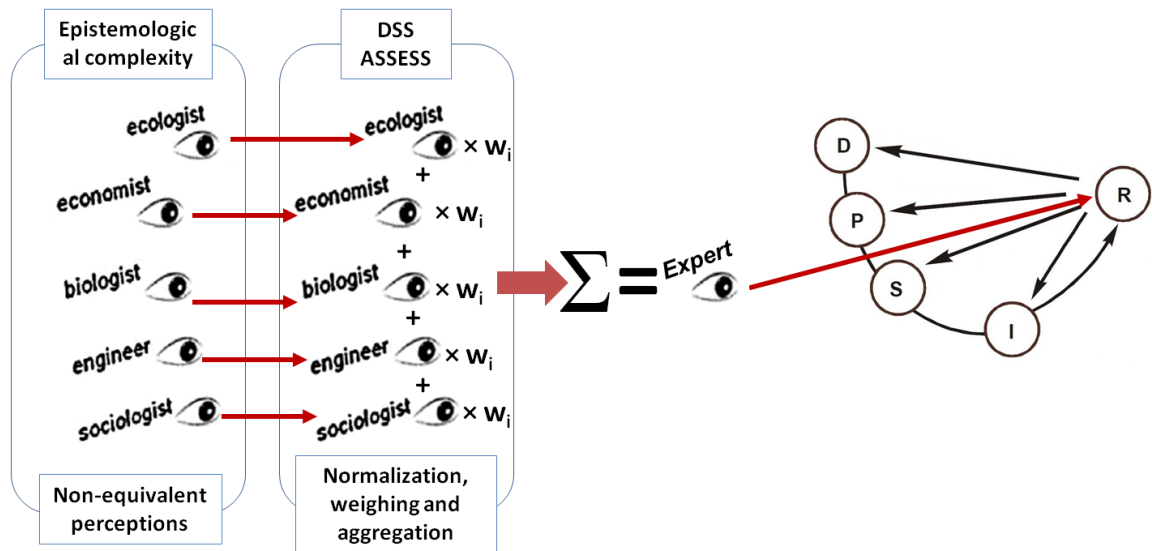 Epistemologic
al complexity
ecologist
economist
biologist
engineer
sociologist
Non-equivalent
perceptions
DSS
ASSESS
ecologist × wi
+
economist × wi
+
biologist × wi
+
engineer × wi
+
sociologist × wi
Normalization,
weighing and
aggregation
∑ = Expert
D
P
S
I
R